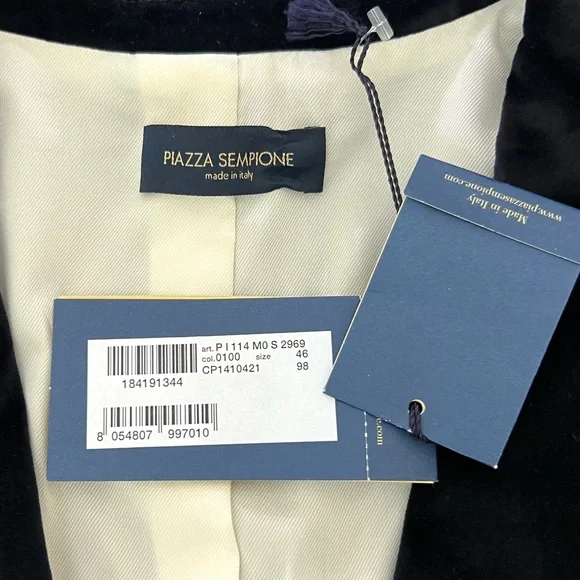 PIAZZA SEMPIONE
made in italy
Made in Italy
www.piazzasempione.com
art. P I 114 M0 S 2969
col. 0100 size 46
CP1410421 98
184191344
8 054807 997010
e.com